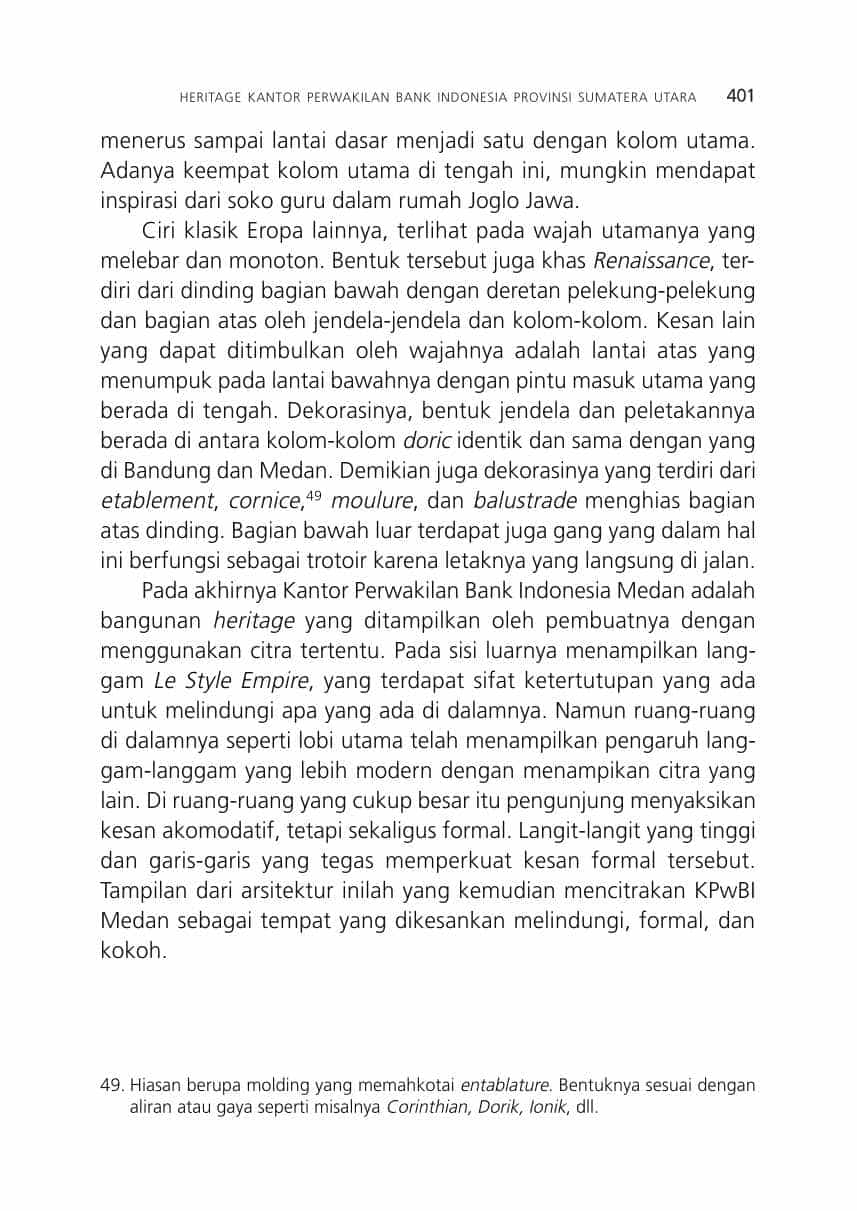 HERITAGE KANTOR PERWAKILAN BANK INDONESIA PROVINSI SUMATERA UTARA 401
menerus sampai lantai dasar menjadi satu dengan kolom utama.
Adanya keempat kolom utama di tengah ini, mungkin mendapat
inspirasi dari soko guru dalam rumah Joglo Jawa.
Ciri klasik Eropa lainnya, terlihat pada wajah utamanya yang
melebar dan monoton. Bentuk tersebut juga khas Renaissance, ter-
diri dari dinding bagian bawah dengan deretan pelekung-pelekung
dan bagian atas oleh jendela-jendela dan kolom-kolom. Kesan lain
yang dapat ditimbulkan oleh wajahnya adalah lantai atas yang
menumpuk pada lantai bawahnya dengan pintu masuk utama yang
berada di tengah. Dekorasinya, bentuk jendela dan peletakannya
berada di antara kolom-kolom doric identik dan sama dengan yang
di Bandung dan Medan. Demikian juga dekorasinya yang terdiri dari
etablement, cornice,49 moulure, dan balustrade menghias bagian
atas dinding. Bagian bawah luar terdapat juga gang yang dalam hal
ini berfungsi sebagai trotoir karena letaknya yang langsung di jalan.
Pada akhirnya Kantor Perwakilan Bank Indonesia Medan adalah
bangunan heritage yang ditampilkan oleh pembuatnya dengan
menggunakan citra tertentu. Pada sisi luarnya menampilkan lang-
gam Le Style Empire, yang terdapat sifat ketertutupan yang ada
untuk melindungi apa yang ada di dalamnya. Namun ruang-ruang
di dalamnya seperti lobi utama telah menampilkan pengaruh lang-
gam-langgam yang lebih modern dengan menampikan citra yang
lain. Di ruang-ruang yang cukup besar itu pengunjung menyaksikan
kesan akomodatif, tetapi sekaligus formal. Langit-langit yang tinggi
dan garis-garis yang tegas memperkuat kesan formal tersebut.
Tampilan dari arsitektur inilah yang kemudian mencitrakan KPwBI
Medan sebagai tempat yang dikesankan melindungi, formal, dan
kokoh.
49. Hiasan berupa molding yang memahkotai entablature. Bentuknya sesuai dengan
aliran atau gaya seperti misalnya Corinthian, Dorik, Ionik, dll.